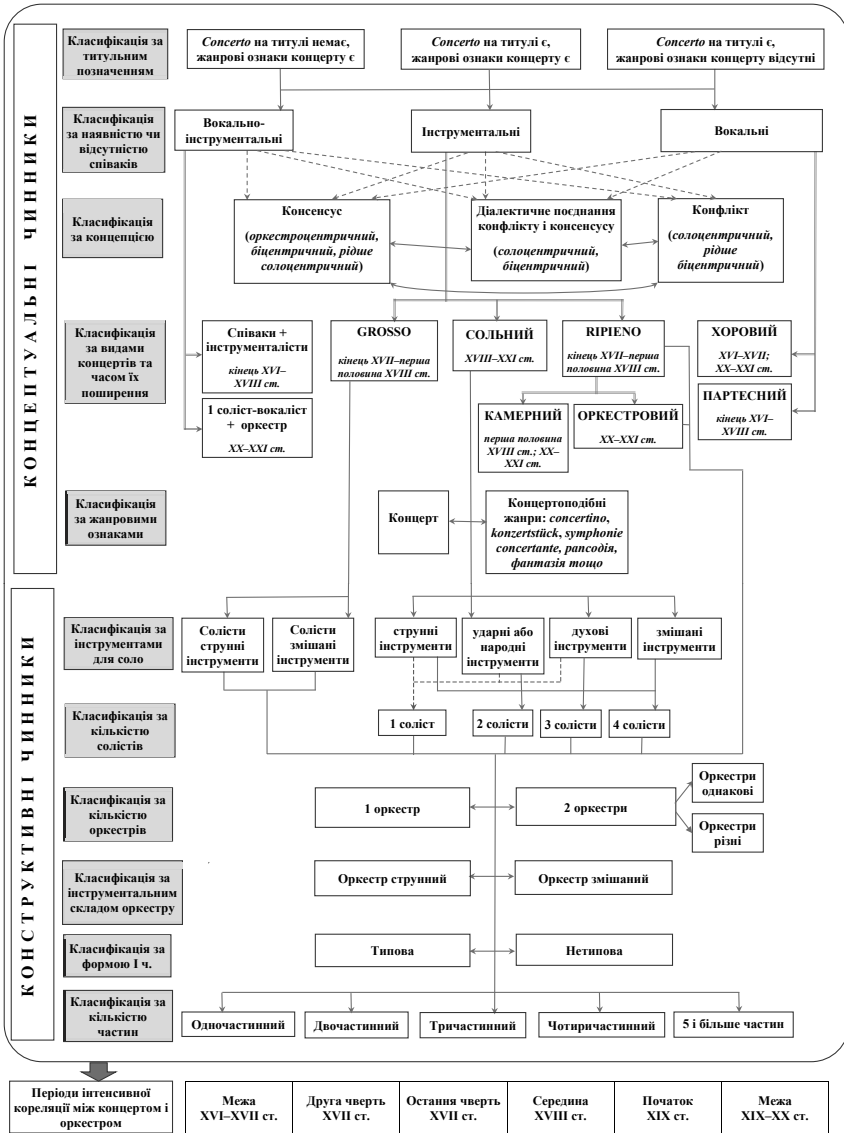 КОНЦЕПТУАЛЬНІ ЧИННИКИ
Класифікація за
титульним
позначенням
Concerto на титулі немає,
жанрові ознаки концерту є
Concerto на титулі є,
жанрові ознаки концерту є
Concerto на титулі є,
жанрові ознаки концерту відсутні
Класифікація
за наявністю чи
відсутністю
співаків
Вокально-
інструментальні
Інструментальні
Вокальні
Класифікація
за концепцією
Консенсус
(оркестроцентричний,
біцентричний, рідше
солоцентричний)
Діалектичне поєднання
конфлікту і консенсусу
(солоцентричний,
біцентричний)
Конфлікт
(солоцентричний,
рідше
біцентричний)
Класифікація
за видами
концертів та
часом їх
поширення
Співаки +
інструменталісти
кінець XVI–
XVIII ст.
1 соліст-вокаліст
+ оркестр
XX–XXI ст.
GROSSO
кінець XVII–перша
половина XVIII ст.
СОЛЬНИЙ
XVIII–XXI ст.
RIPIENO
кінець XVII–перша
половина XVIII ст.
КАМЕРНИЙ
перша половина
XVIII ст.; XX–
XXI ст.
ОРКЕСТРОВИЙ
XX–XXI ст.
ХОРОВИЙ
XVI–XVII;
XX–XXI ст.
ПАРТЕСНИЙ
кінець XVI–
XVIII ст.
Класифікація
за жанровими
ознаками
Концерт
Концертоподібні
жанри: concertino,
konzertstück, symphonie
concertante, рапсодія,
фантазія тощо
КОНСТРУКТИВНІ ЧИННИКИ
Класифікація за
інструментами
для соло
Солісти
струнні
інструменти
Солісти
змішані
інструменти
струнні
інструменти
ударні або
народні
інструменти
духові
інструменти
змішані
інструменти
Класифікація за
кількістю
солістів
1 соліст
2 солісти
3 солісти
4 солісти
Класифікація за
кількістю
оркестрів
1 оркестр
2 оркестри
Оркестри
однакові
Оркестри
різні
Класифікація за
інструментальним
складом оркестру
Оркестр струнний
Оркестр змішаний
Класифікація за
формою І ч.
Типова
Нетипова
Класифікація за
кількістю
частин
Одночастинний
Двочастинний
Тричастинний
Чотиричастинний
5 і більше частин
Періоди інтенсивної
кореляції між концертом і
оркестром
Межа
XVI–XVII ст.
Друга чверть
XVII ст.
Остання чверть
XVII ст.
Середина
XVIII ст.
Початок
XIX ст.
Межа
XIX–XX ст.